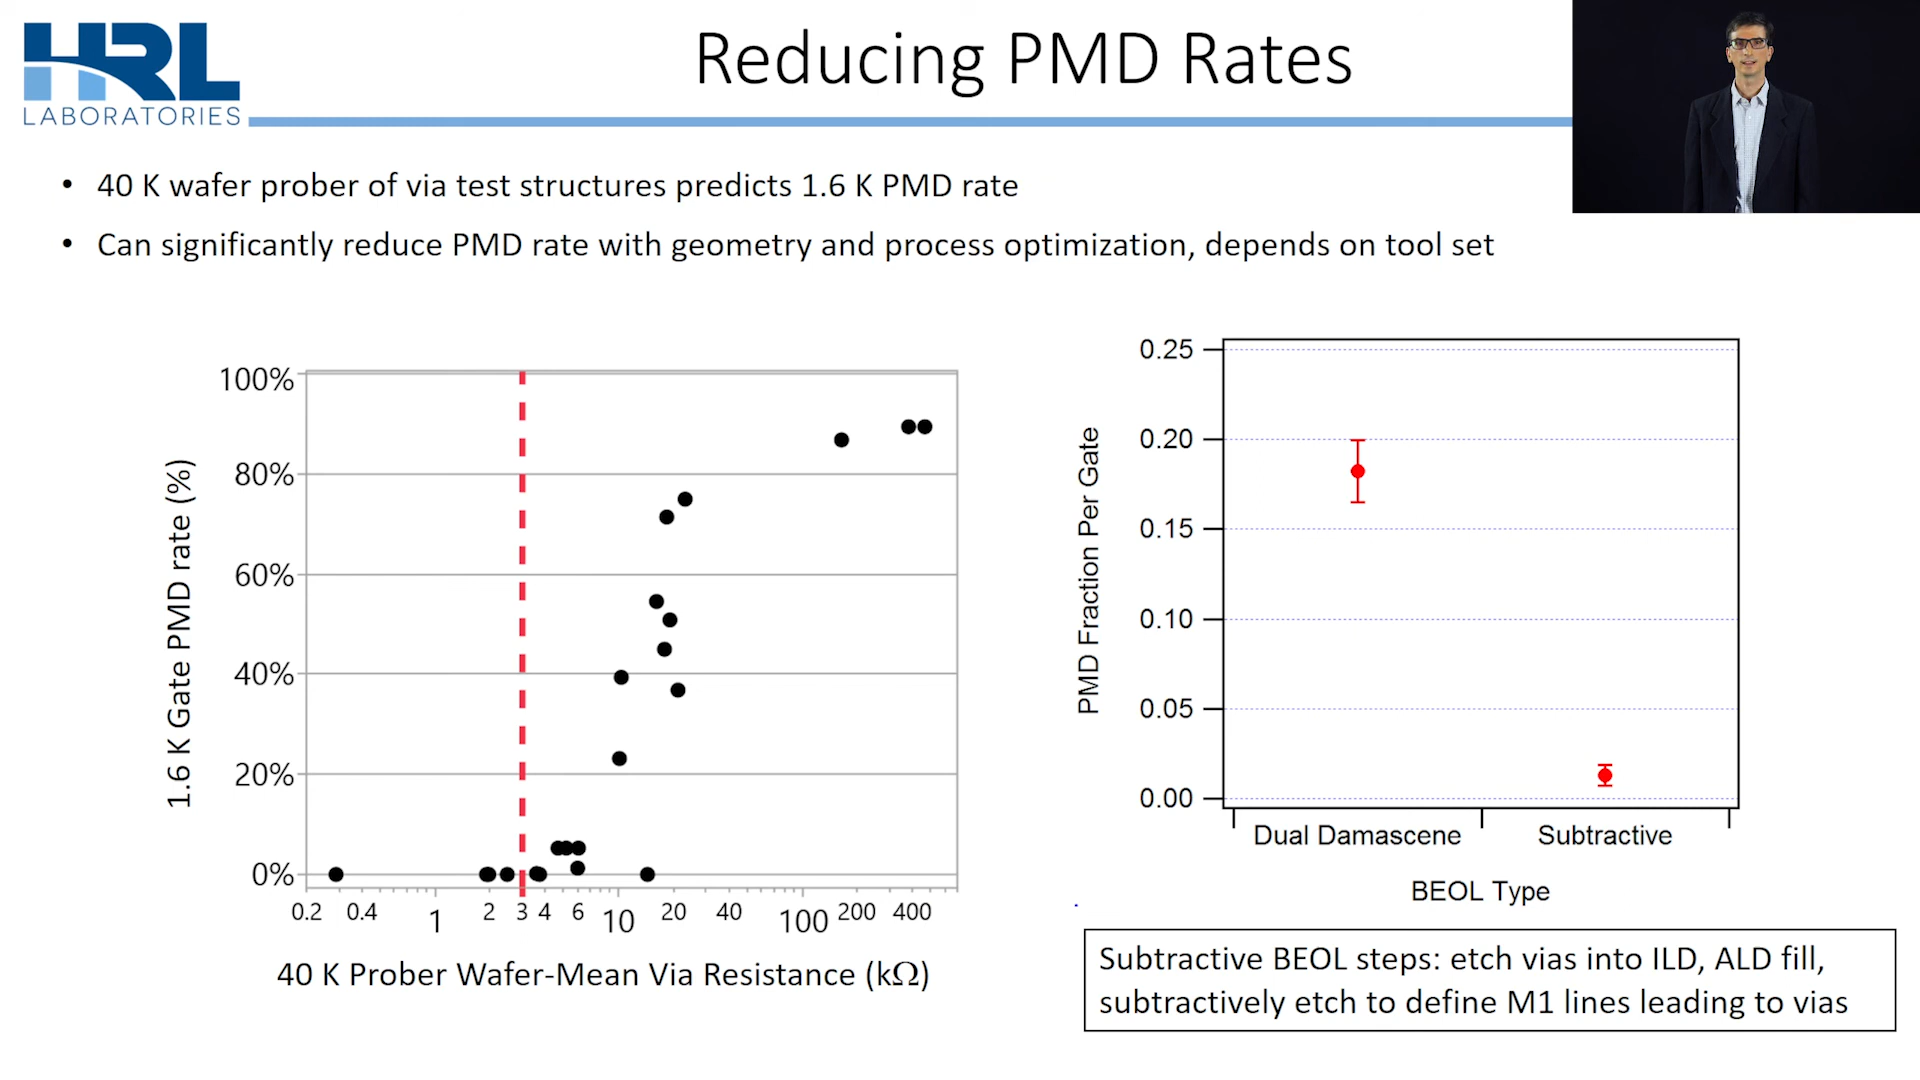 HRL
LABORATORIES
Reducing PMD Rates
• 40 K wafer prober of via test structures predicts 1.6 K PMD rate
• Can significantly reduce PMD rate with geometry and process optimization, depends on tool set
1.6 K Gate PMD rate (%)
100%
80%
60%
40%
20%
0%
0.2 0.4 1 2 3 4 6 10 20 40 100 200 400
40 K Prober Wafer-Mean Via Resistance (kΩ)
PMD Fraction Per Gate
0.25
0.20
0.15
0.10
0.05
0.00
Dual Damascene Subtractive
BEOL Type
Subtractive BEOL steps: etch vias into ILD, ALD fill,
subtractively etch to define M1 lines leading to vias